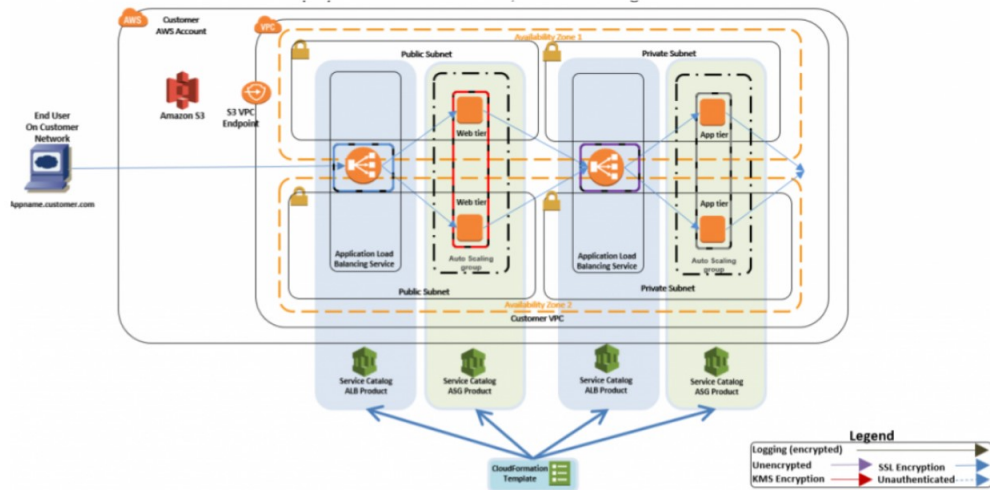 AWS
Customer
AWS Account
VPC
Availability Zone 1
Public Subnet
Private Subnet
Amazon S3
S3 VPC
Endpoint
End User
On Customer
Network
Appname.customer.com
Web tier
Web tier
App tier
App tier
Application Load
Balancing Service
Auto Scaling
group
Application Load
Balancing Service
Auto Scaling
group
Public Subnet
Private Subnet
Availability Zone 2
Customer VPC
Service Catalog
ALB Product
Service Catalog
ASG Product
Service Catalog
ALB Product
Service Catalog
ASG Product
CloudFormation
Template
Legend
Logging (encrypted)
Unencrypted
SSL Encryption
KMS Encryption
Unauthenticated